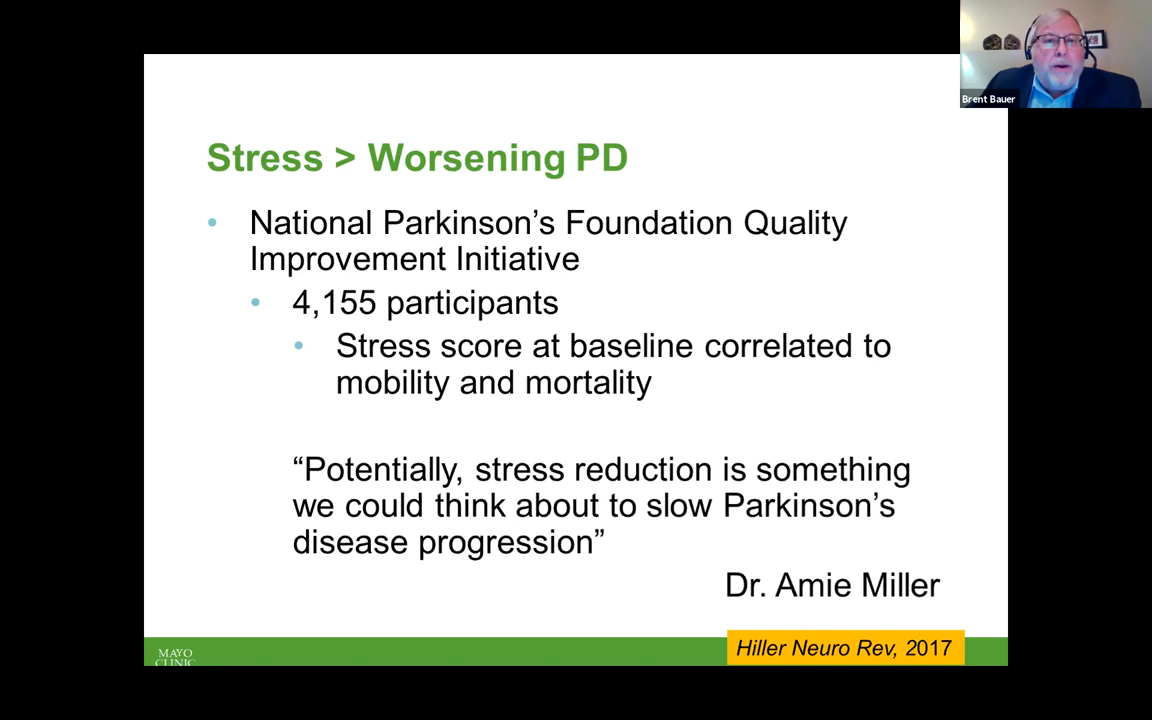 Brent Bauer
Stress > Worsening PD
• National Parkinson’s Foundation Quality
Improvement Initiative
• 4,155 participants
• Stress score at baseline correlated to
mobility and mortality
“Potentially, stress reduction is something
we could think about to slow Parkinson’s
disease progression”
Dr. Amie Miller
MAYO
CLINIC
Hiller Neuro Rev, 2017